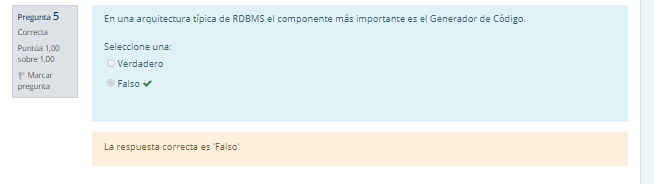 Pregunta 5
Correcta
Puntúa 1,00
sobre 1,00
Marcar
pregunta
En una arquitectura típica de RDBMS el componente más importante es el Generador de Código.
Seleccione una:
Verdadero
Falso
La respuesta correcta es 'Falso'